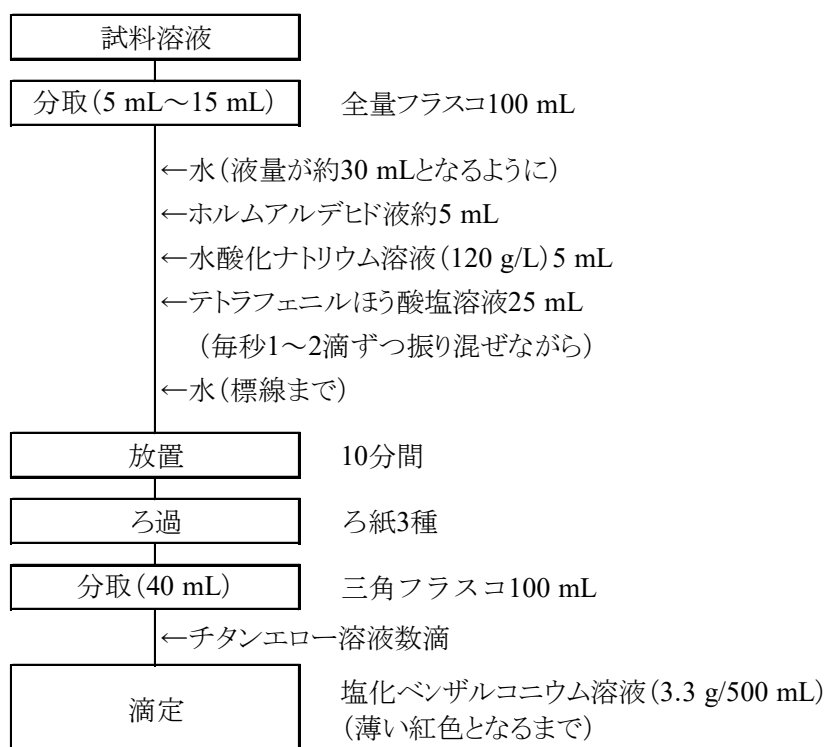 試料溶液
分取(5 mL～15 mL) 全量フラスコ100 mL
←水(液量が約30 mLとなるように)
←ホルムアルデヒド液約5 mL
←水酸化ナトリウム溶液(120 g/L)5 mL
←テトラフェニルほう酸塩溶液25 mL
(毎秒1～2滴ずつ振り混ぜながら)
←水(標線まで)
放置 10分間
ろ過 ろ紙3種
分取(40 mL) 三角フラスコ100 mL
←チタンエロー溶液数滴
滴定 塩化ベンザルコニウム溶液(3.3 g/500 mL)
(薄い紅色となるまで)